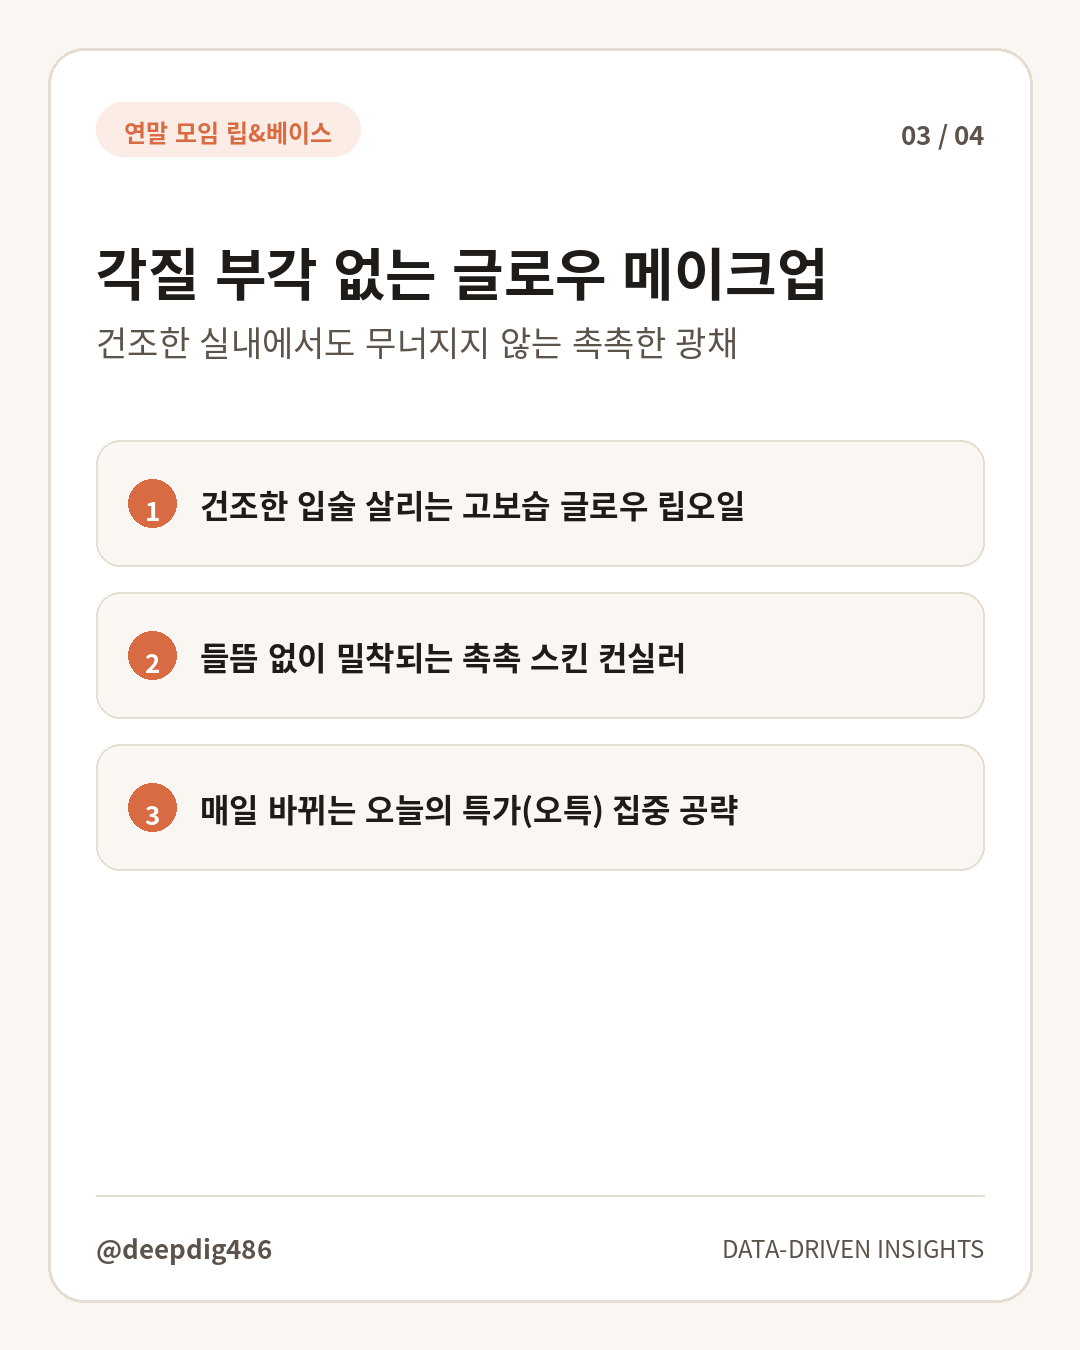 연말 모임 립&베이스
03 / 04
각질 부각 없는 글로우 메이크업
건조한 실내에서도 무너지지 않는 촉촉한 광채
1 건조한 입술 살리는 고보습 글로우 립오일
2 들뜸 없이 밀착되는 촉촉 스킨 컨실러
3 매일 바뀌는 오늘의 특가(오특) 집중 공략
@deepdig486
DATA-DRIVEN INSIGHTS